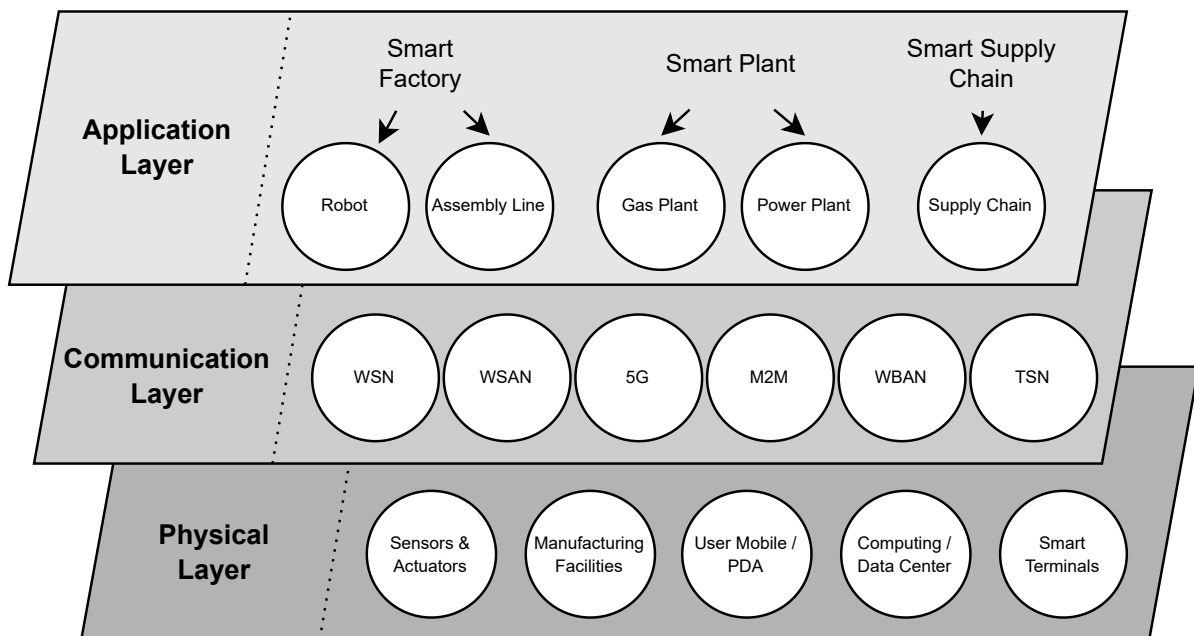 Smart
Factory
Smart Plant
Smart Supply
Chain
Application
Layer
Robot
Assembly Line
Gas Plant
Power Plant
Supply Chain
Communication
Layer
WSN
WSAN
5G
M2M
WBAN
TSN
Physical
Layer
Sensors &
Actuators
Manufacturing
Facilities
User Mobile /
PDA
Computing /
Data Center
Smart
Terminals